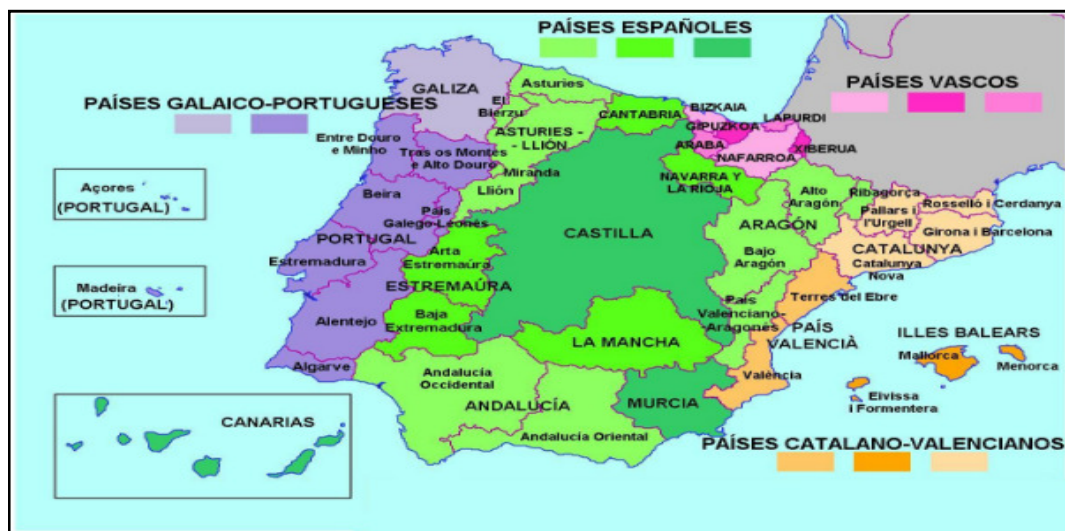 PAÍSES ESPAÑOLES
PAÍSES GALAICO-PORTUGUESES
PAÍSES VASCOS
GALIZA
Asturies
El
Bierzu
ASTURIES -
LLIÓN
CANTABRIA
BIZKAIA
GIPUZKOA
LAPURDI
ARABA
XIBERUA
NAFARROA
NAVARRA Y
LA RIOJA
Entre Douro
e Minho
Tras os Montes
e Alto Douro
Miranda
Llión
Açores
(PORTUGAL)
Beira
País
Galego-Leonés
PORTUGAL
Estremadura
Arta
Estremaúra
ESTREMAÚRA
CASTILLA
Alto
Aragón
ARAGÓN
Bajo
Aragón
Ribagorça
Pallars i
l'Urgell
Rosselló i Cerdanya
Girona i Barcelona
CATALUNYA
Catalunya
Nova
Terres del Ebre
Madeira
(PORTUGAL)
Alentejo
Baja
Extremadura
LA MANCHA
País
Valenciano-
Aragonés
PAÍS
VALENCIÀ
València
ILLES BALEARS
Mallorca
Menorca
Eivissa
i Formentera
Algarve
Andalucía
Occidental
ANDALUCÍA
Andalucía Oriental
MURCIA
CANARIAS
PAÍSES CATALANO-VALENCIANOS